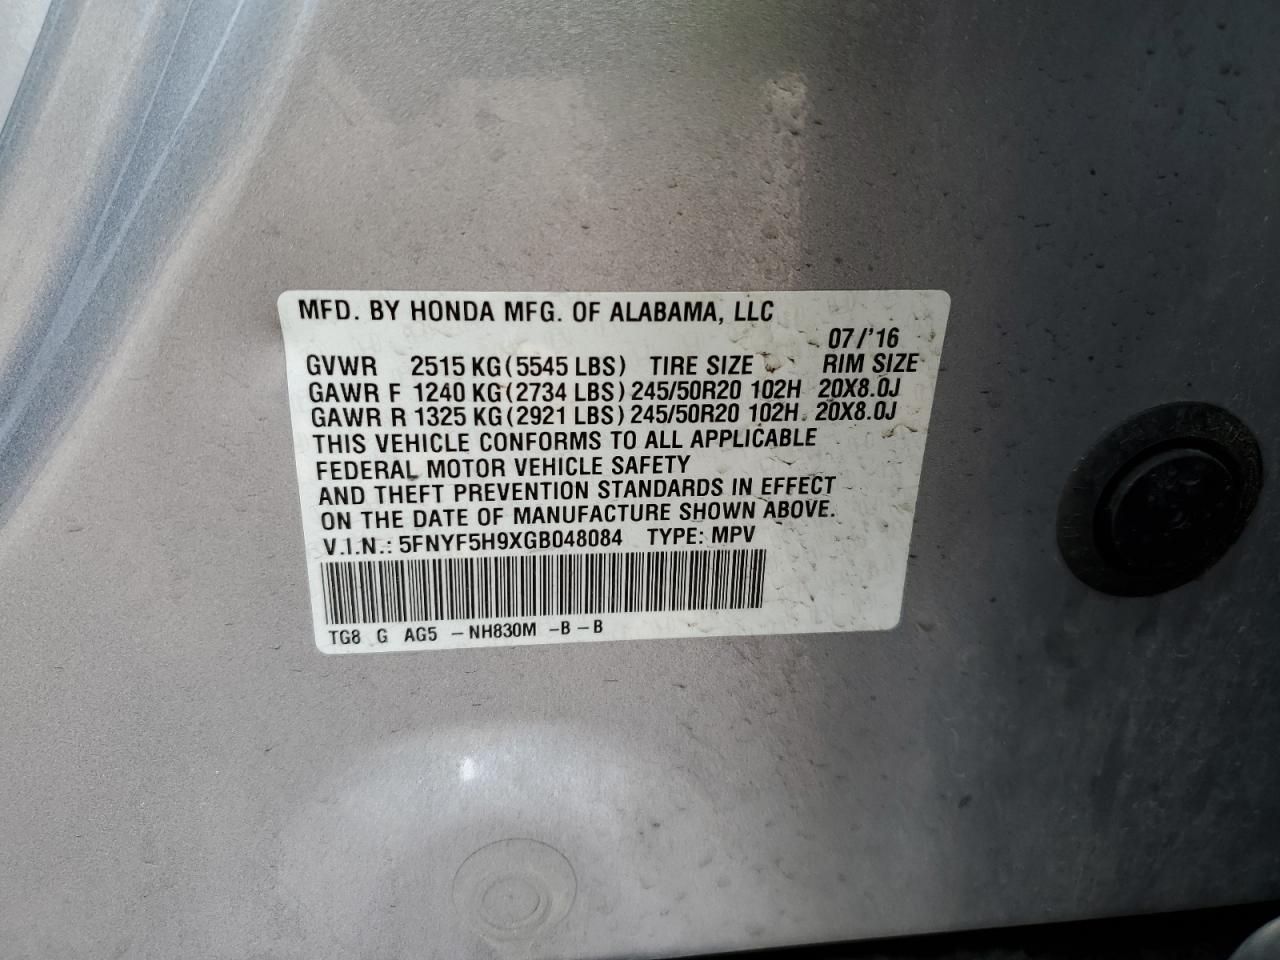 MFD. BY HONDA MFG. OF ALABAMA, LLC
07/'16
GVWR 2515 KG(5545 LBS) TIRE SIZE RIM SIZE
GAWR F 1240 KG(2734 LBS) 245/50R20 102H 20X8.0J
GAWR R 1325 KG(2921 LBS) 245/50R20 102H 20X8.0J
THIS VEHICLE CONFORMS TO ALL APPLICABLE
FEDERAL MOTOR VEHICLE SAFETY
AND THEFT PREVENTION STANDARDS IN EFFECT
ON THE DATE OF MANUFACTURE SHOWN ABOVE.
V.I.N.: 5FNYF5H9XGB048084 TYPE: MPV
TG8 G AG5 -NH830M -B-B